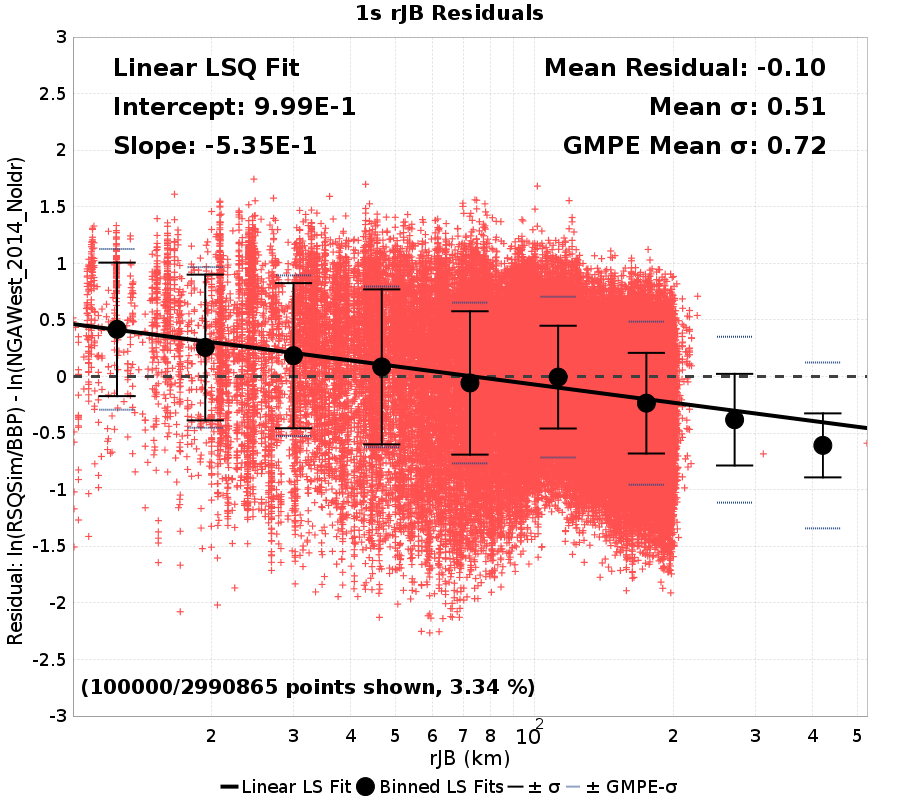 1s rJB Residuals
Linear LSQ Fit
Intercept: 9.99E-1
Slope: -5.35E-1
Mean Residual: -0.10
Mean σ: 0.51
GMPE Mean σ: 0.72
Residual: ln(RSQSim/BBP) - ln(NGAWest_2014_NoIdr)
3
2.5
2
1.5
1
0.5
0
-0.5
-1
-1.5
-2
-2.5
-3
(100000/2990865 points shown, 3.34 %)
2 3 4 5 6 7 8 10² 2 3 4 5
rJB (km)
Linear LS Fit Binned LS Fits ± σ ± GMPE-σ